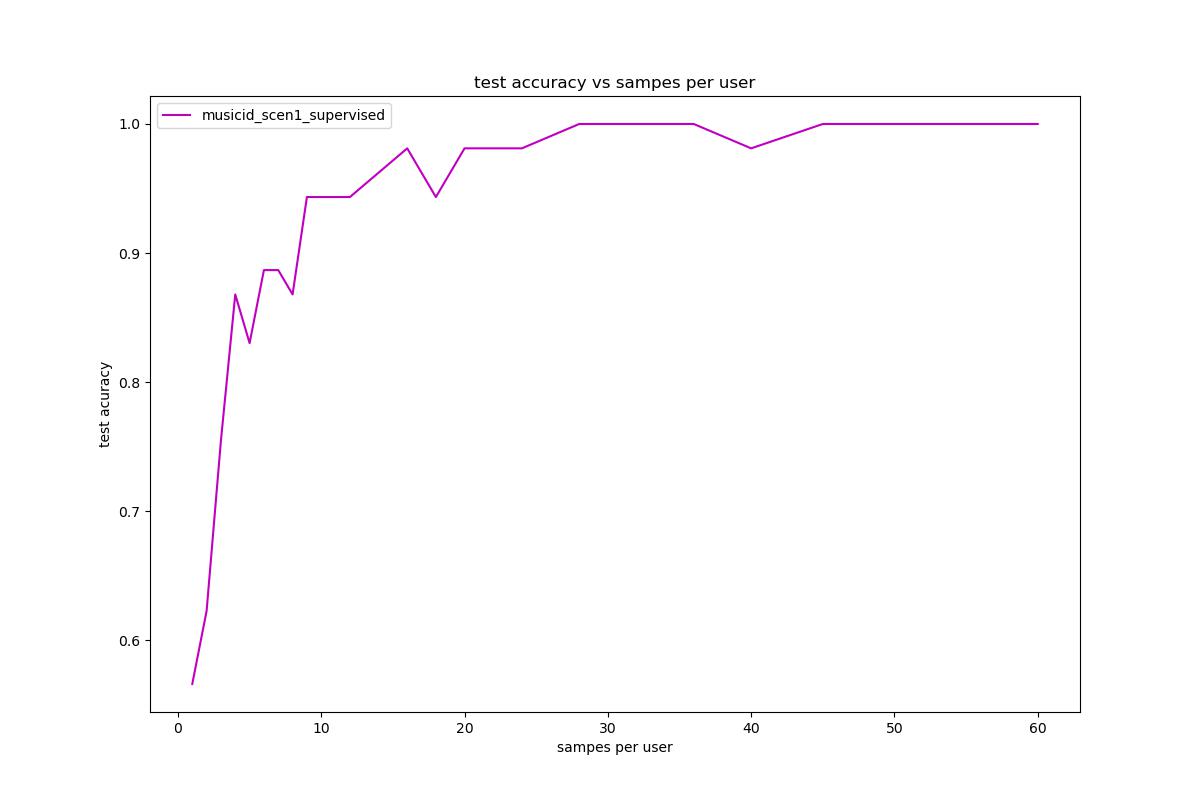 test accuracy vs sampes per user
musicid_scen1_supervised
1.0
0.9
0.8
0.7
0.6
test acuracy
0 10 20 30 40 50 60
sampes per user